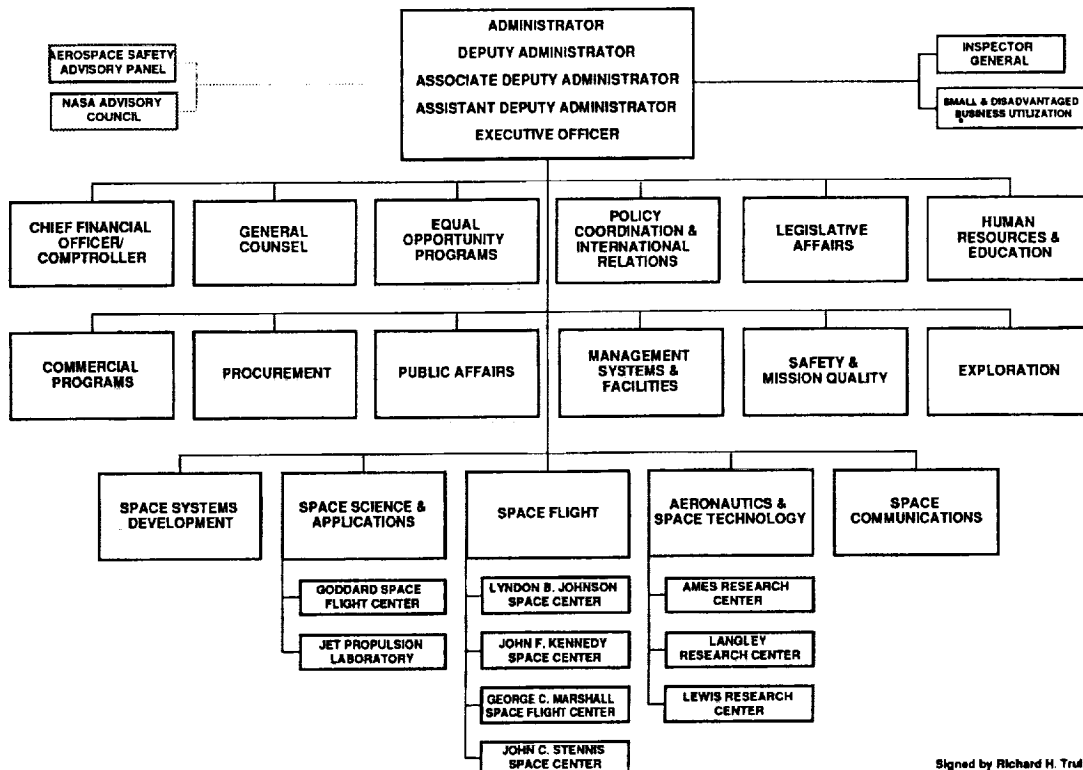 ADMINISTRATOR
DEPUTY ADMINISTRATOR
ASSOCIATE DEPUTY ADMINISTRATOR
ASSISTANT DEPUTY ADMINISTRATOR
EXECUTIVE OFFICER
AEROSPACE SAFETY
ADVISORY PANEL
NASA ADVISORY
COUNCIL
INSPECTOR
GENERAL
SMALL & DISADVANTAGED
BUSINESS UTILIZATION
CHIEF FINANCIAL
OFFICER/
COMPTROLLER
GENERAL
COUNSEL
EQUAL
OPPORTUNITY
PROGRAMS
POLICY
COORDINATION &
INTERNATIONAL
RELATIONS
LEGISLATIVE
AFFAIRS
HUMAN
RESOURCES &
EDUCATION
COMMERCIAL
PROGRAMS
PROCUREMENT
PUBLIC AFFAIRS
MANAGEMENT
SYSTEMS &
FACILITIES
SAFETY &
MISSION QUALITY
EXPLORATION
SPACE SYSTEMS
DEVELOPMENT
SPACE SCIENCE &
APPLICATIONS
SPACE FLIGHT
AERONAUTICS &
SPACE TECHNOLOGY
SPACE
COMMUNICATIONS
GODDARD SPACE
FLIGHT CENTER
JET PROPULSION
LABORATORY
LYNDON B. JOHNSON
SPACE CENTER
JOHN F. KENNEDY
SPACE CENTER
GEORGE C. MARSHALL
SPACE FLIGHT CENTER
JOHN C. STENNIS
SPACE CENTER
AMES RESEARCH
CENTER
LANGLEY
RESEARCH CENTER
LEWIS RESEARCH
CENTER
Signed by Richard H.